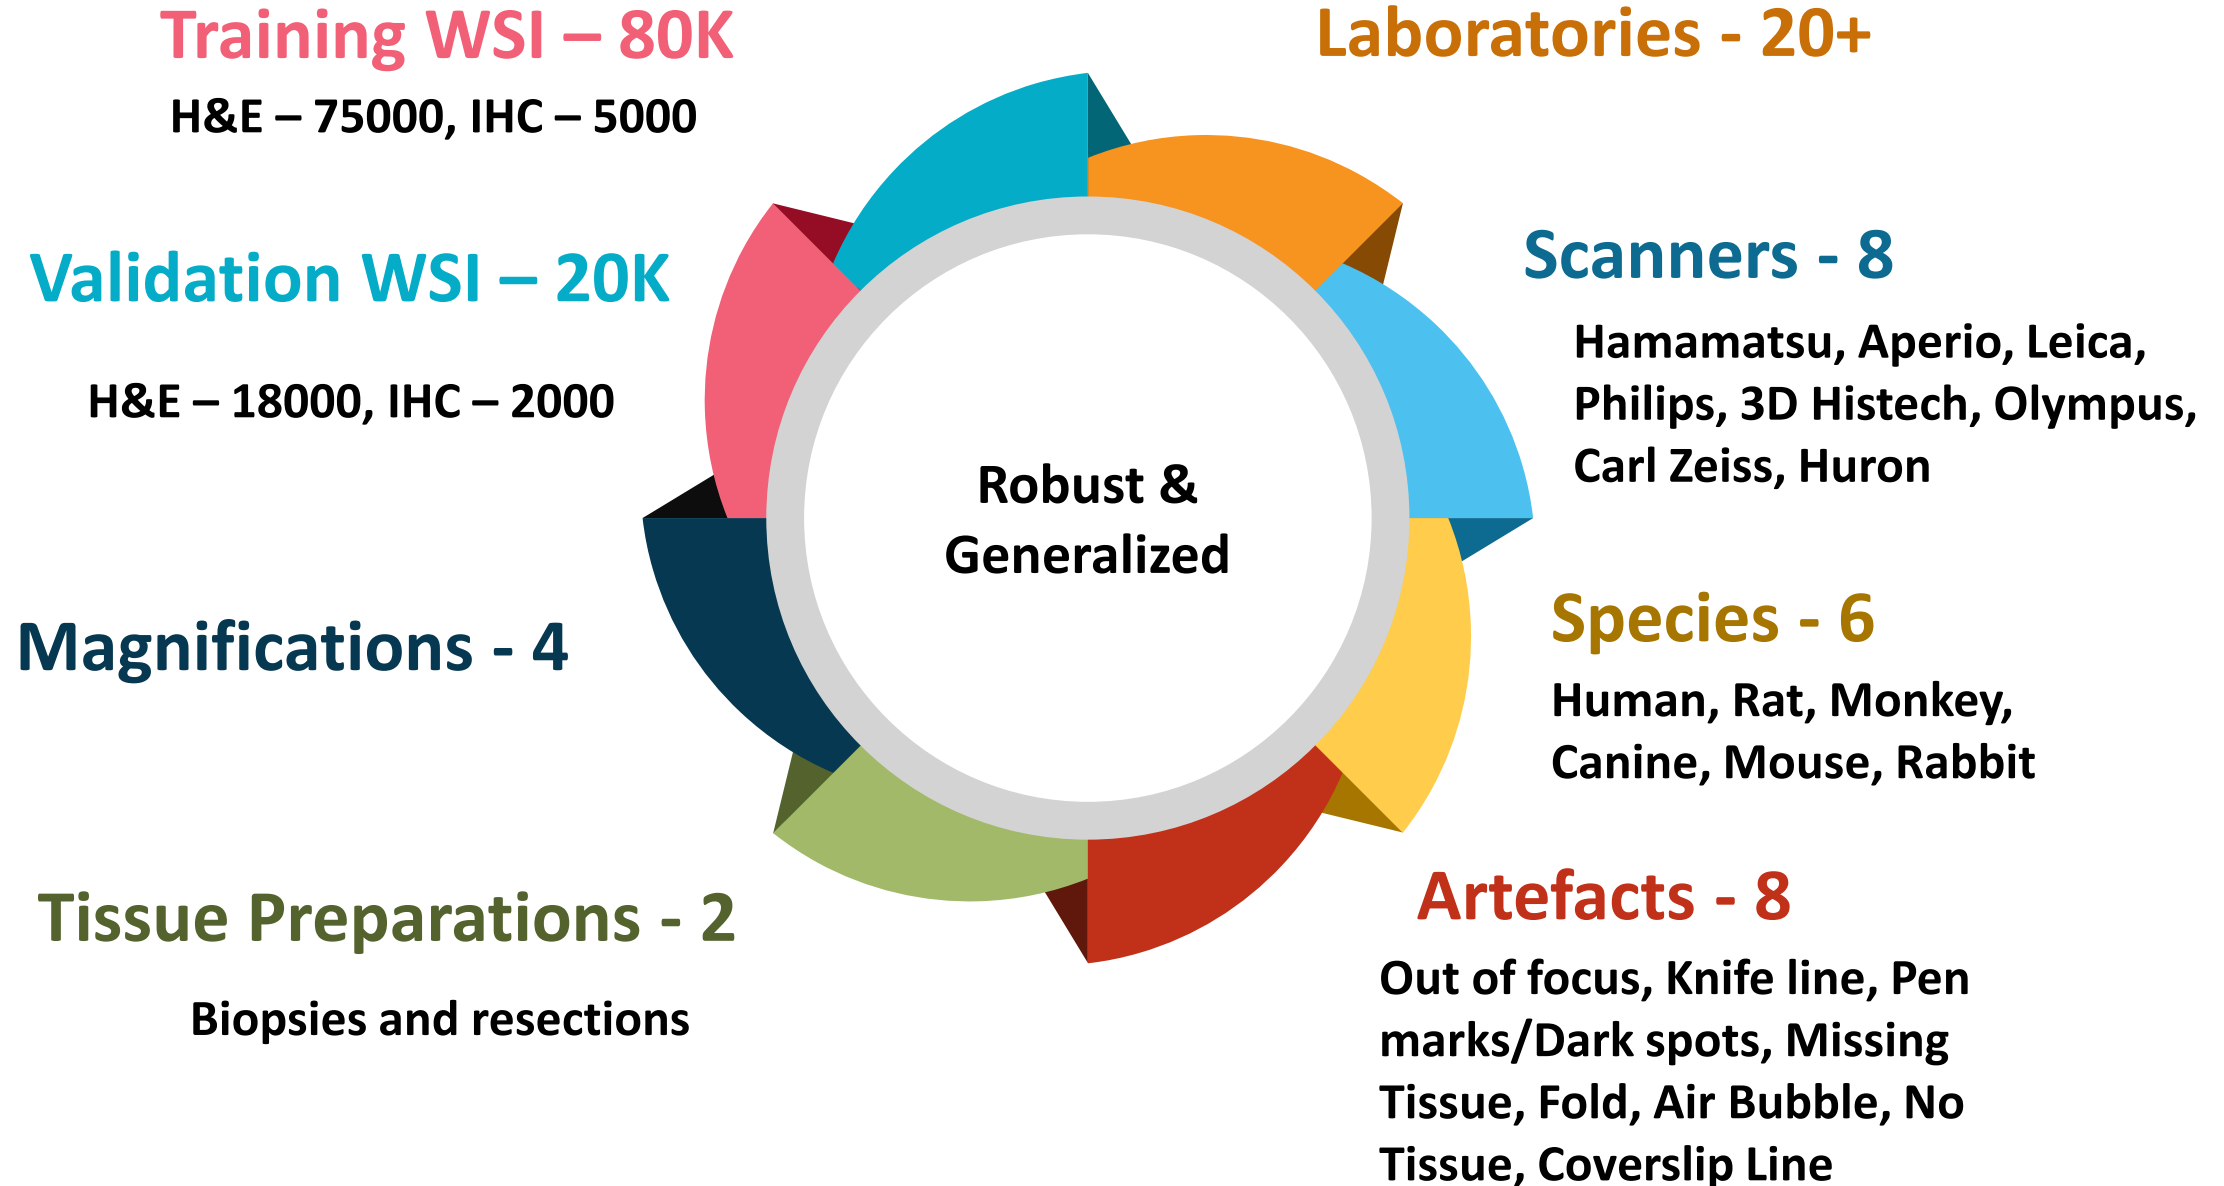 Training WSI – 80K
H&E – 75000, IHC – 5000
Validation WSI – 20K
H&E – 18000, IHC – 2000
Magnifications - 4
Tissue Preparations - 2
Biopsies and resections
Robust &
Generalized
Laboratories - 20+
Scanners - 8
Hamamatsu, Aperio, Leica,
Philips, 3D Histech, Olympus,
Carl Zeiss, Huron
Species - 6
Human, Rat, Monkey,
Canine, Mouse, Rabbit
Artefacts - 8
Out of focus, Knife line, Pen
marks/Dark spots, Missing
Tissue, Fold, Air Bubble, No
Tissue, Coverslip Line